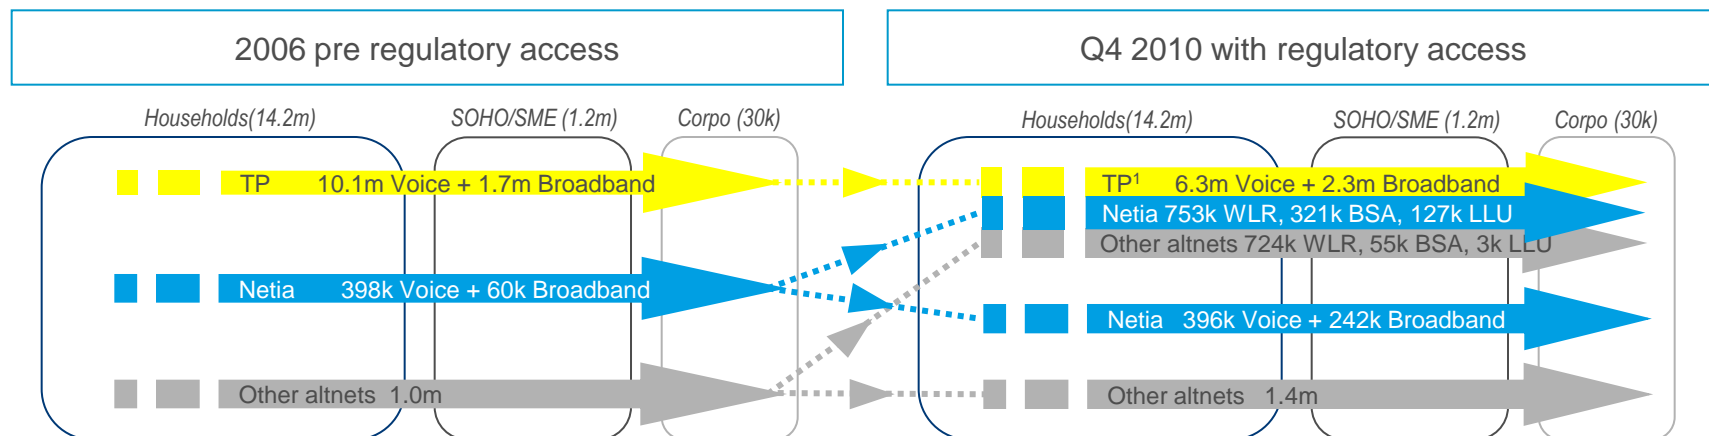 2006 pre regulatory access
Households(14.2m)
SOHO/SME (1.2m)
Corpo (30k)
TP 10.1m Voice + 1.7m Broadband
Netia 398k Voice + 60k Broadband
Other altnets 1.0m
Q4 2010 with regulatory access
Households(14.2m)
SOHO/SME (1.2m)
Corpo (30k)
TP¹ 6.3m Voice + 2.3m Broadband
Netia 753k WLR, 321k BSA, 127k LLU
Other altnets 724k WLR, 55k BSA, 3k LLU
Netia 396k Voice + 242k Broadband
Other altnets 1.4m